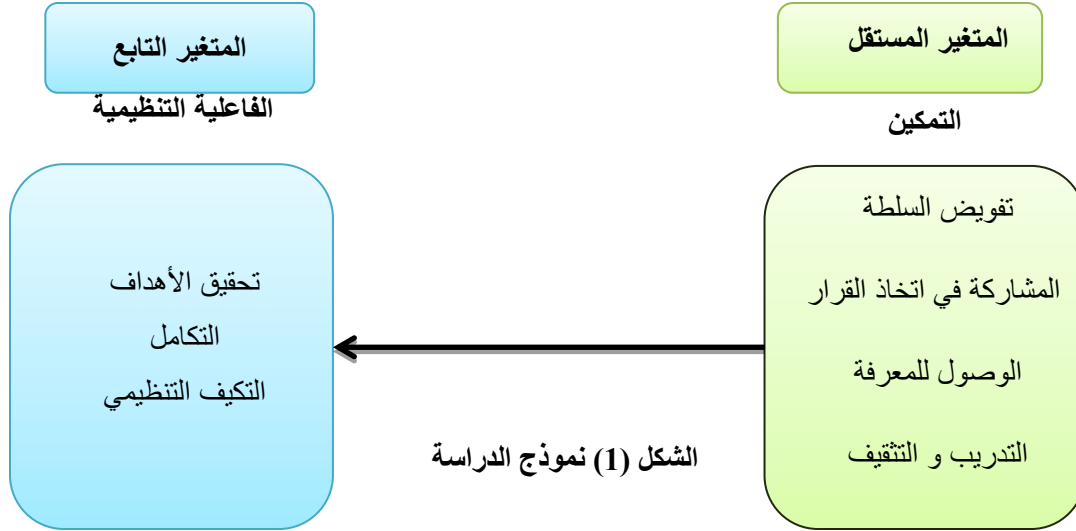 المتغير المستقل
التمكين
تفويض السلطة
المشاركة في اتخاذ القرار
الوصول للمعرفة
التدريب و التثقيف
المتغير التابع
الفاعلية التنظيمية
تحقيق الأهداف
التكامل
التكيف التنظيمي
الشكل (1) نموذج الدراسة